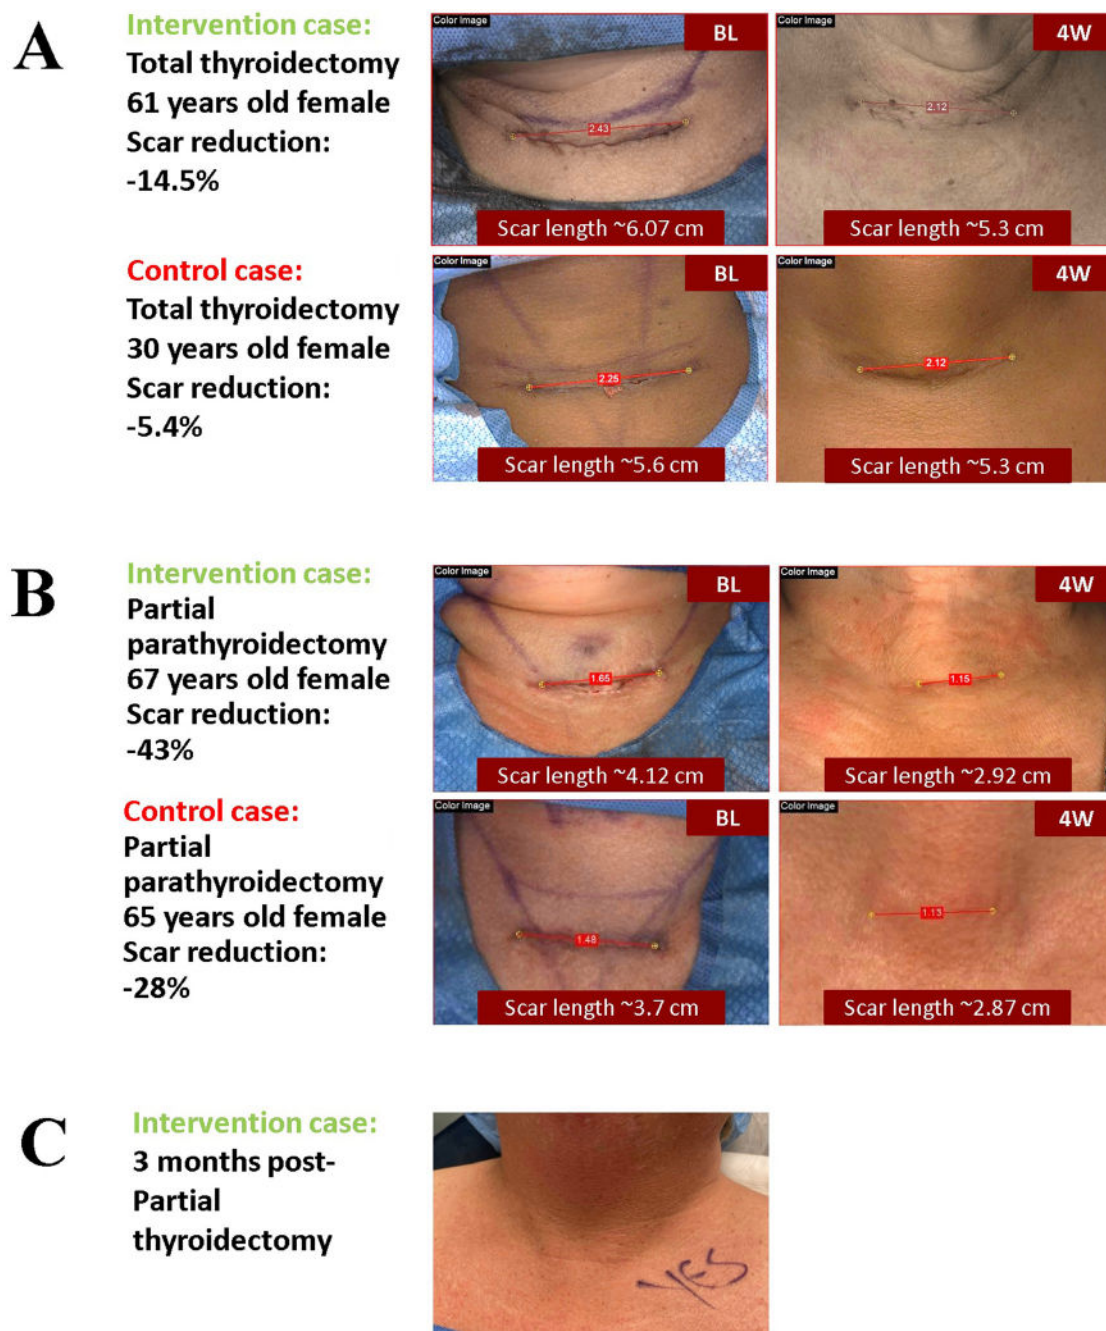 A
Intervention case:
Total thyroidectomy
61 years old female
Scar reduction:
-14.5%
Color Image
BL
2.43
Scar length ~6.07 cm
Color Image
4W
2.12
Scar length ~5.3 cm
Control case:
Total thyroidectomy
30 years old female
Scar reduction:
-5.4%
Color Image
BL
2.25
Scar length ~5.6 cm
Color Image
4W
2.12
Scar length ~5.3 cm
B
Intervention case:
Partial
parathyroidectomy
67 years old female
Scar reduction:
-43%
Color Image
BL
1.65
Scar length ~4.12 cm
Color Image
4W
1.15
Scar length ~2.92 cm
Control case:
Partial
parathyroidectomy
65 years old female
Scar reduction:
-28%
Color Image
BL
1.48
Scar length ~3.7 cm
Color Image
4W
1.13
Scar length ~2.87 cm
C
Intervention case:
3 months post-
Partial
thyroidectomy
YES